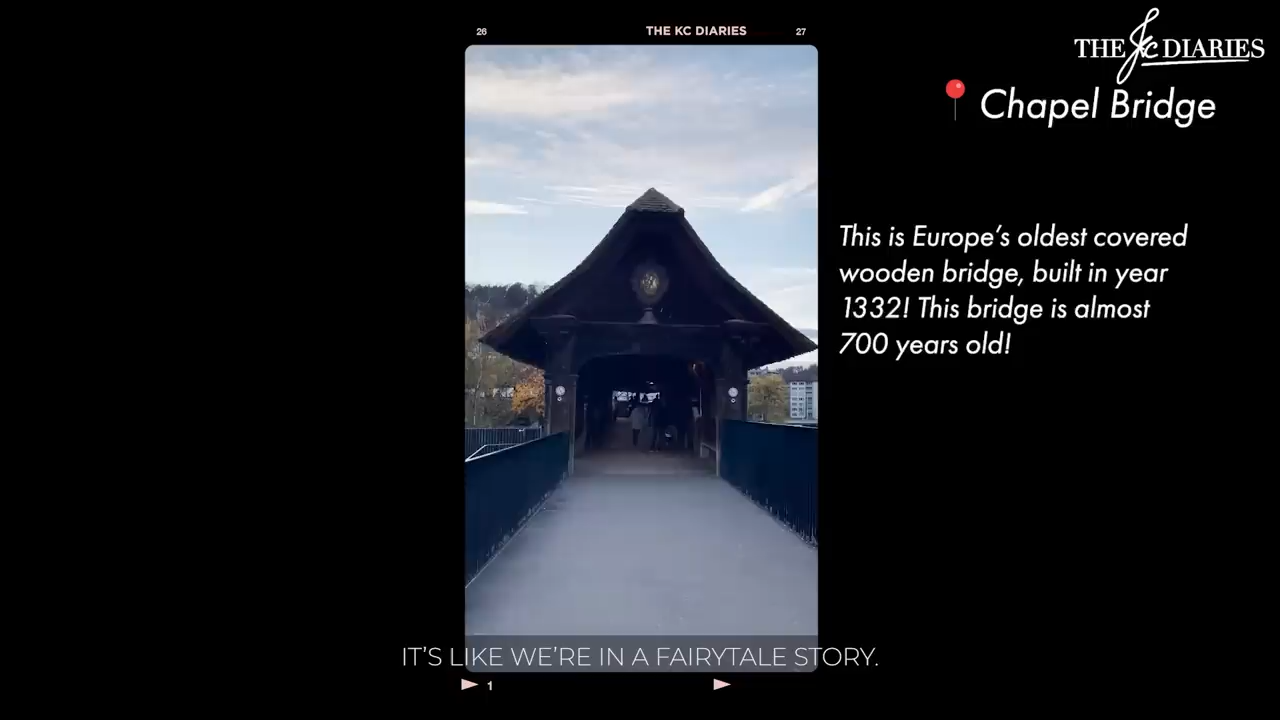 26
THE KC DIARIES
27
THE KC DIARIES
Chapel Bridge
This is Europe's oldest covered
wooden bridge, built in year
1332! This bridge is almost
700 years old!
IT'S LIKE WE'RE IN A FAIRYTALE STORY.
1